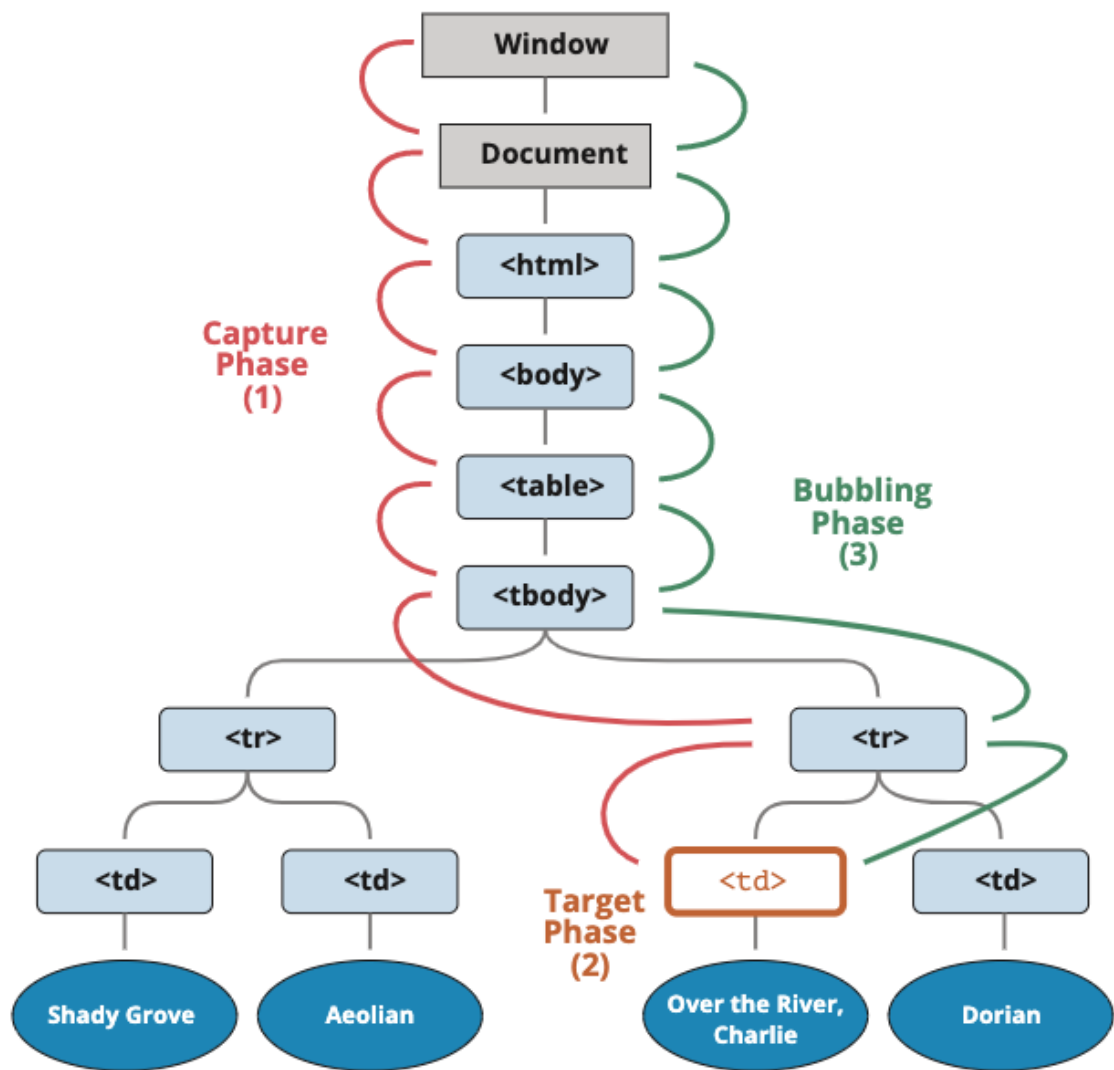 Window
Document
<html>
Capture
Phase
(1)
<body>
<table>
Bubbling
Phase
(3)
<tbody>
<tr>
<tr>
<td>
<td>
<td>
<td>
Target
Phase
(2)
Shady Grove
Aeolian
Over the River,
Charlie
Dorian